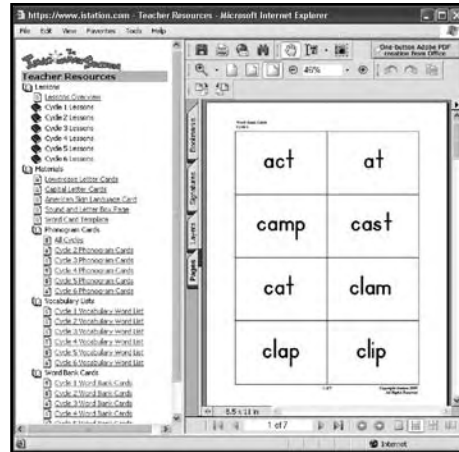 https://www.istation.com - Teacher Resources - Microsoft Internet Explorer
File Edit View Favorites Tools Help
The
Teacher Resources
Lessons
Lessons Overview
Cycle 1 Lessons
Cycle 2 Lessons
Cycle 3 Lessons
Cycle 4 Lessons
Cycle 5 Lessons
Cycle 6 Lessons
Materials
Lowercase Letter Cards
Capital Letter Cards
American Sign Language Card
Sound and Letter Box Page
Word Card Template
Phonogram Cards
All Cycles
Cycle 2 Phonogram Cards
Cycle 3 Phonogram Cards
Cycle 4 Phonogram Cards
Cycle 5 Phonogram Cards
Cycle 6 Phonogram Cards
Vocabulary Lists
Cycle 1 Vocabulary Word List
Cycle 2 Vocabulary Word List
Cycle 3 Vocabulary Word List
Cycle 4 Vocabulary Word List
Cycle 5 Vocabulary Word List
Cycle 6 Vocabulary Word List
Word Bank Cards
Cycle 1 Word Bank Cards
Cycle 2 Word Bank Cards
Cycle 3 Word Bank Cards
Cycle 4 Word Bank Cards
One button Adobe PDF
creation from Office
46%
Bookmarks
Signatures
Layers
Pages
act at
camp cast
cat clam
clap clip
8.5 x 11 in
1 of 7
Internet